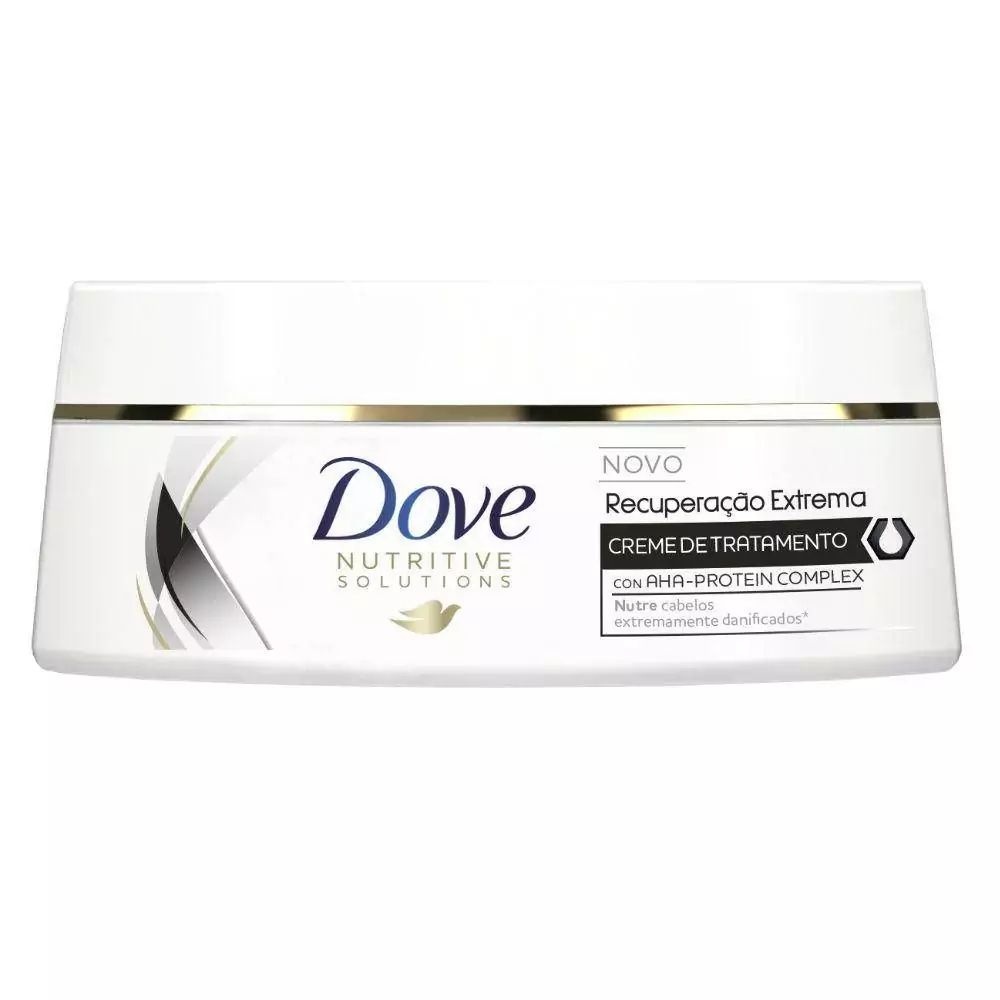 Dove
NUTRITIVE
SOLUTIONS
NOVO
Recuperação Extrema
CREME DE TRATAMENTO
CON AHA-PROTEIN COMPLEX
Nutre cabelos
extremamente danificados*